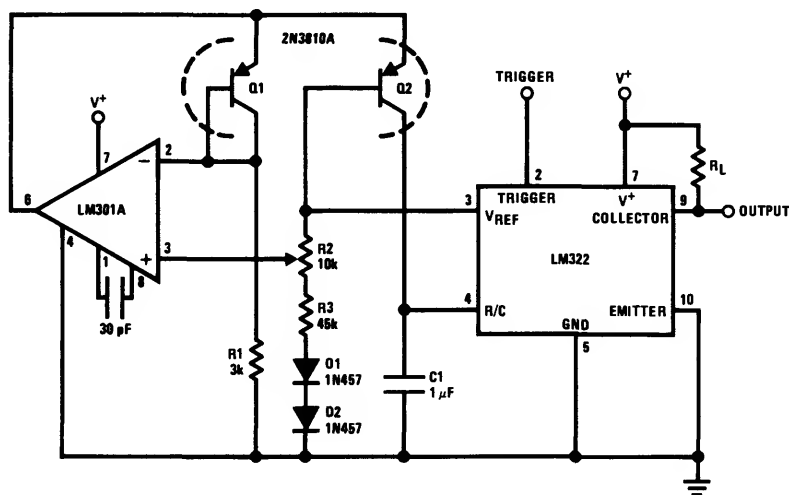 2N3810A
Q1
Q2
TRIGGER
V+
V+
7
2
−
6
LM301A
4
+
3
1
8
30 pF
R2
10k
R3
45k
R1
3k
D1
1N457
D2
1N457
C1
1 μF
2
TRIGGER
7
V+
RL
3
VREF
9
COLLECTOR
OUTPUT
LM322
4
R/C
EMITTER
10
GND
5